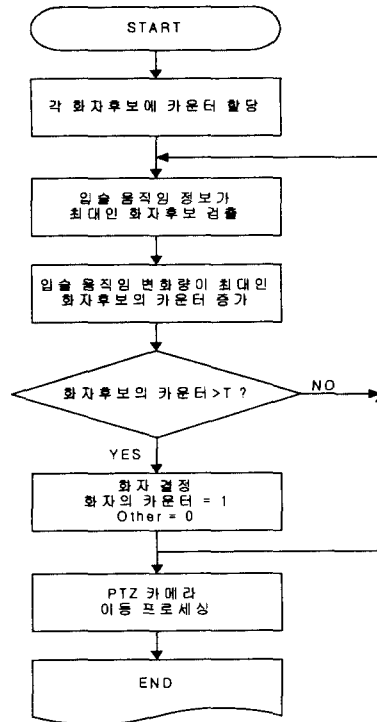 START
각 화자후보에 카운터 할당
입술 움직임 정보가
최대인 화자후보 검출
입술 움직임 변화량이 최대인
화자후보의 카운터 증가
화자후보의 카운터>T ?
NO
YES
화자 결정
화자의 카운터 = 1
Other = 0
PTZ 카메라
이동 프로세싱
END